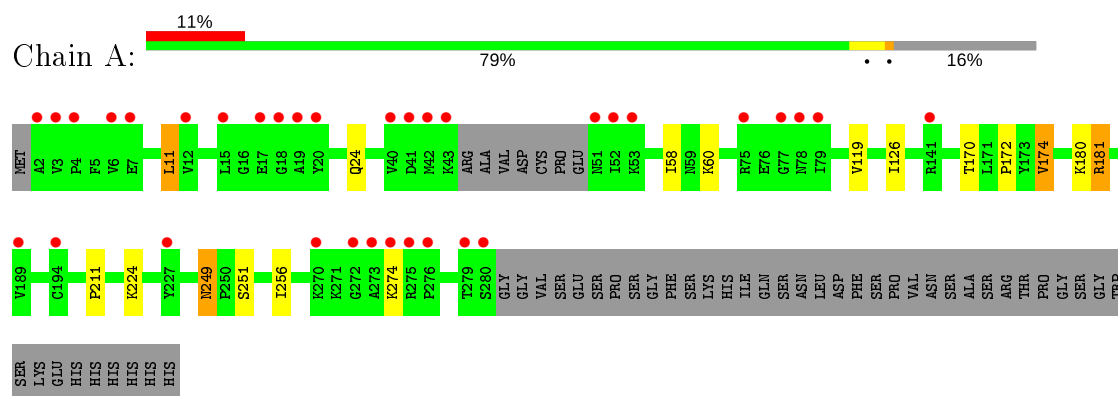 11%
Chain A:
79%
•
•
16%
MET A2 V3 P4 F5 V6 E7 L11 V12 L15 G16 E17 G18 A19 Y20 Q24 V40 D41 M42 K43 ARG ALA VAL ASP CYS PRO GLU N51 I52 K53 I58 N59 K60 R75 E76 G77 N78 I79 V119 I126 R141 T170 L171 P172 Y173 V174 K180 R181
V189 C194 P211 K224 Y227 N249 P250 S251 I256 K270 K271 G272 A273 K274 R275 P276 T279 S280 GLY GLY VAL SER GLU SER PRO SER GLY PHE SER LYS HIS ILE GLN SER ASN LEU ASP ASP PHE SER PRO VAL ASN SER ALA SER ARG THR PRO GLY SER GLY TRP
SER LYS GLU HIS HIS HIS HIS HIS HIS